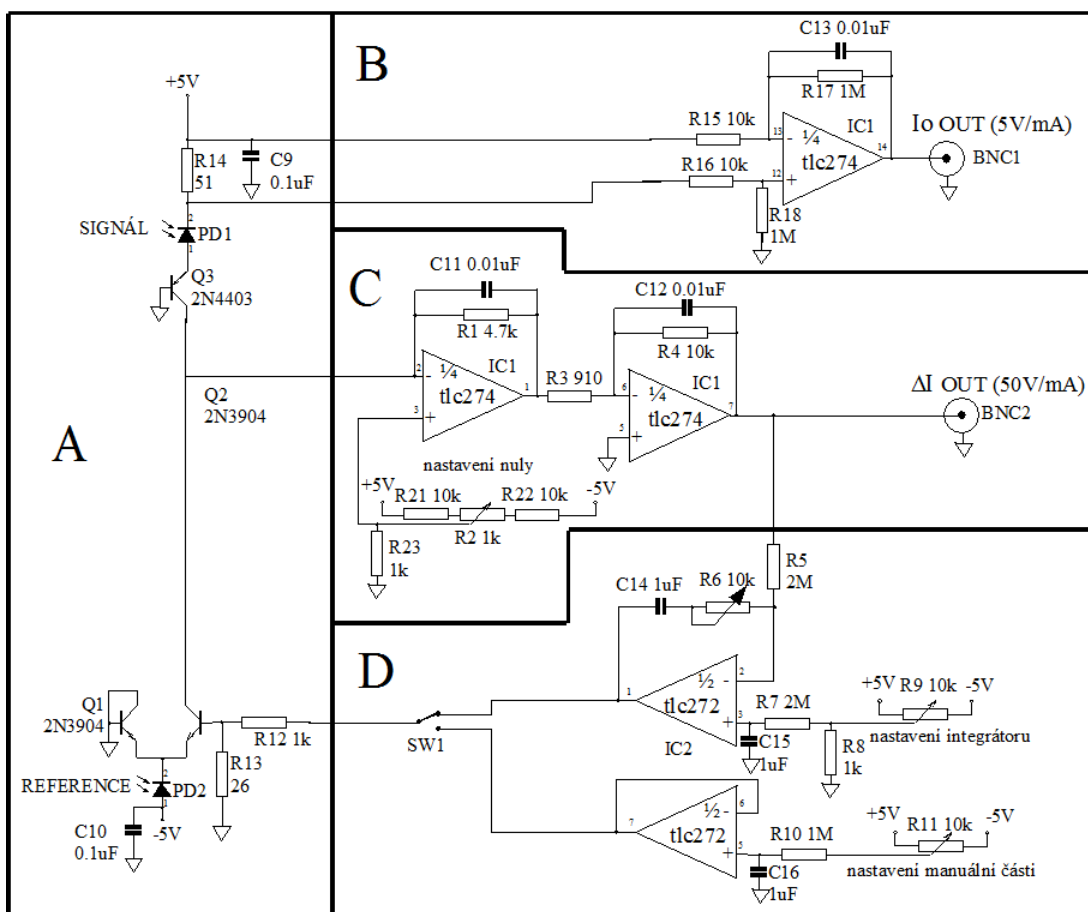 A
+5V
R14
51
C9
0.1uF
SIGNÁL
2
PD1
1
Q3
2N4403
Q2
2N3904
Q1
2N3904
R12 1k
R13
26
REFERENCE
2
PD2
1
C10
0.1uF
-5V
B
C13 0.01uF
R17 1M
R15 10k
R16 10k
R18
1M
13
-
¼
tlc274
12
+
IC1
14
Io OUT (5V/mA)
BNC1
C
C11 0.01uF
R1 4.7k
2
-
¼
tlc274
3
+
IC1
1
R3 910
C12 0.01uF
R4 10k
6
-
¼
tlc274
5
+
IC1
7
ΔI OUT (50V/mA)
BNC2
nastavení nuly
+5V
R21 10k
R22 10k
-5V
R2 1k
R23
1k
D
R5
2M
C14 1uF
R6 10k
1
½
-
2
tlc272
+
3
IC2
R7 2M
C15
1uF
R8
1k
+5V
R9 10k
-5V
nastavení integrátoru
SW1
7
½
-
6
tlc272
+
5
R10 1M
C16
1uF
+5V
R11 10k
-5V
nastavení manuální části